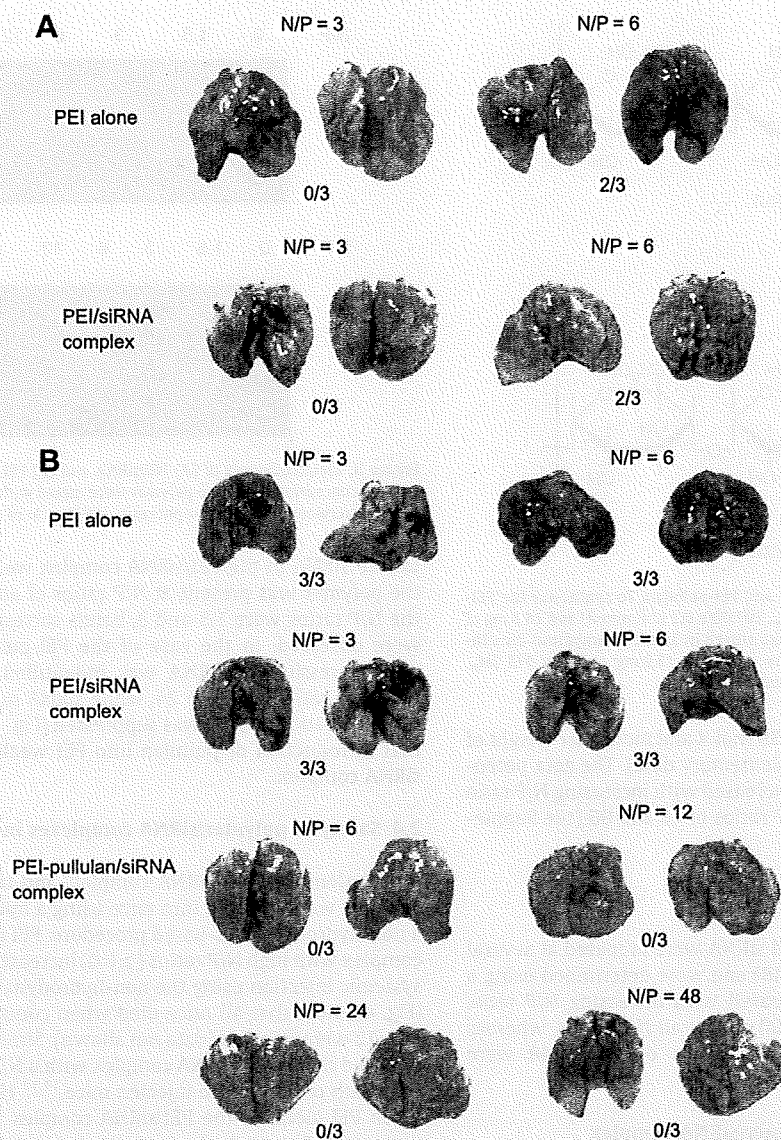 A
N/P = 3
N/P = 6
PEI alone
0/3
2/3
N/P = 3
N/P = 6
PEI/siRNA
complex
0/3
2/3
B
N/P = 3
N/P = 6
PEI alone
3/3
3/3
N/P = 3
N/P = 6
PEI/siRNA
complex
3/3
3/3
N/P = 6
N/P = 12
PEI-pullulan/siRNA
complex
0/3
0/3
N/P = 24
N/P = 48
0/3
0/3